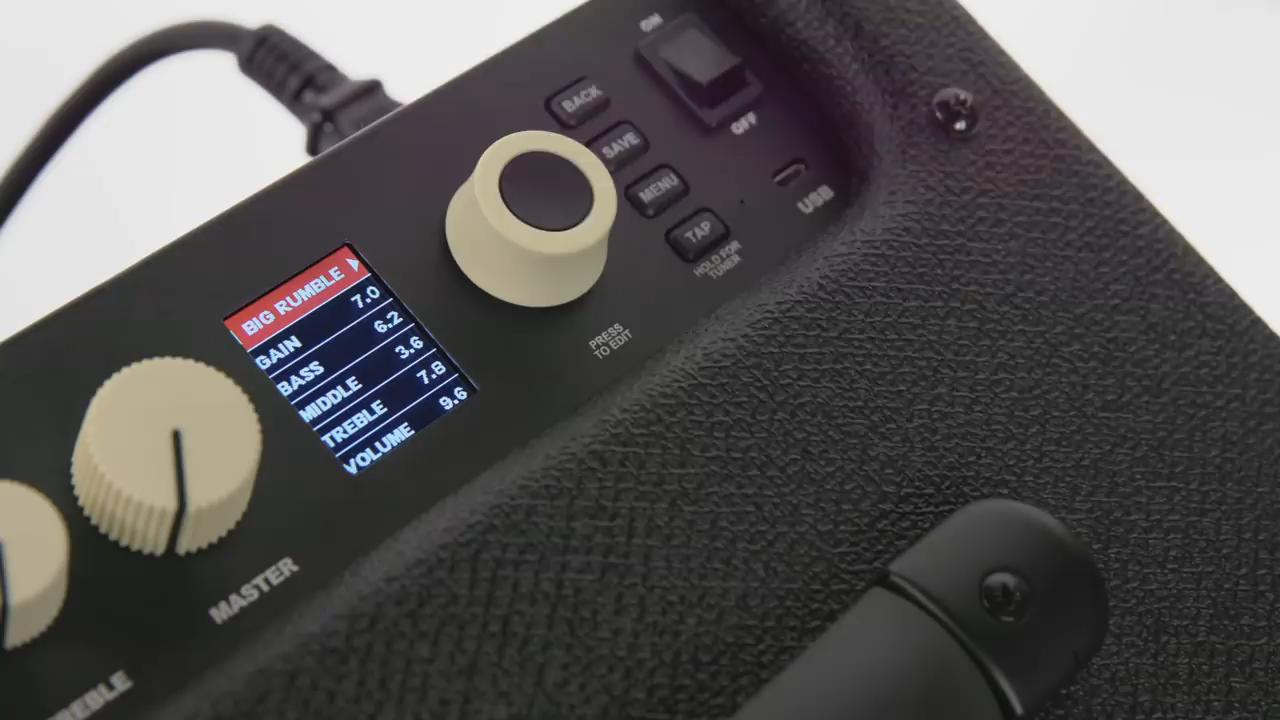 ON
OFF
BACK
SAVE
MENU
TAP
HOLD FOR
TUNER
USB
PRESS
TO EDIT
BIG RUMBLE
GAIN 7.0
BASS 6.2
MIDDLE 3.6
TREBLE 7.8
VOLUME 9.6
MASTER
TREBLE